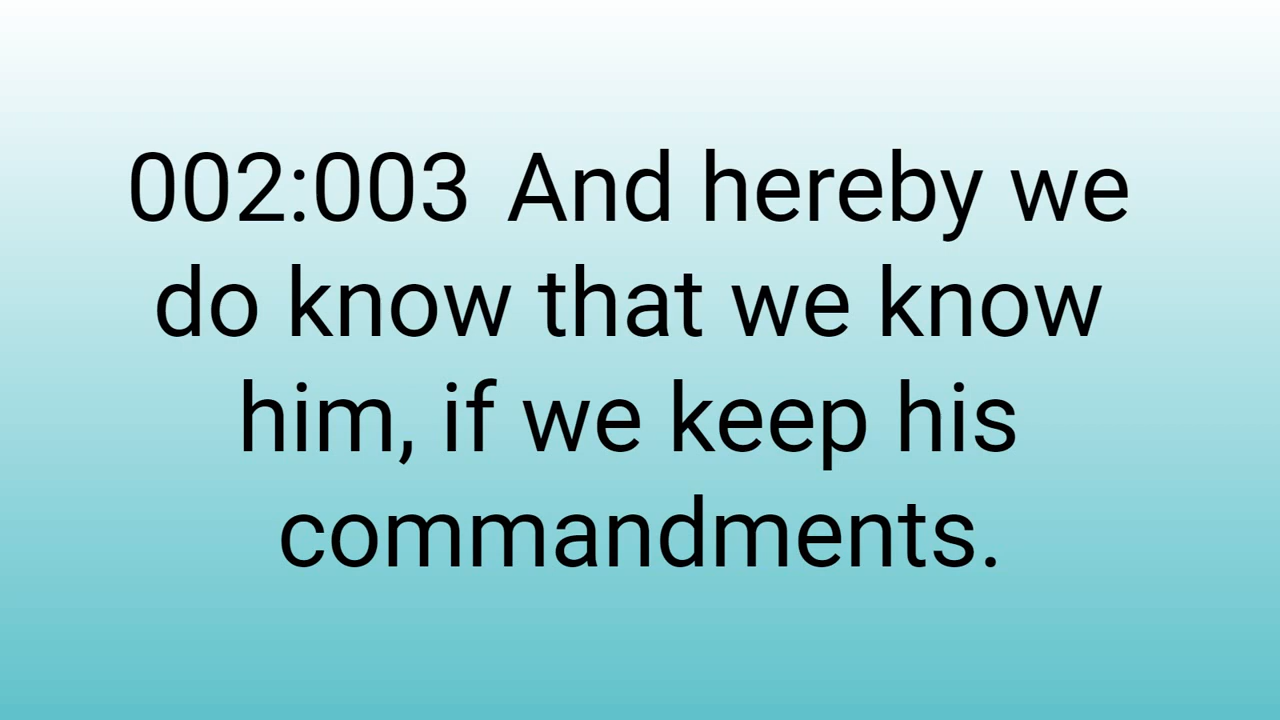 002:003 And hereby we
do know that we know
him, if we keep his
commandments.